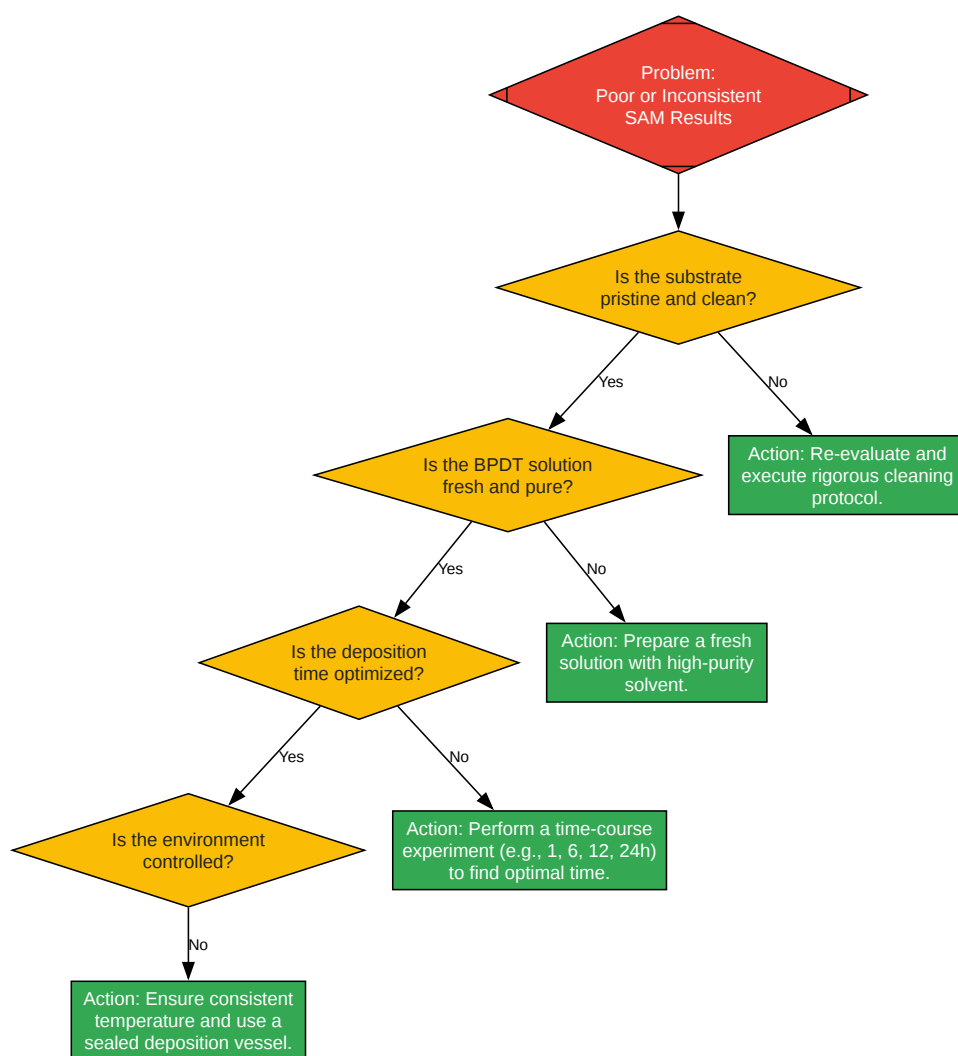 Problem:
Poor or Inconsistent
SAM Results
Is the substrate
pristine and clean?
Yes
No
Action: Re-evaluate and
execute rigorous cleaning
protocol.
Is the BPDT solution
fresh and pure?
Yes
No
Action: Prepare a fresh
solution with high-purity
solvent.
Is the deposition
time optimized?
Yes
No
Action: Perform a time-course
experiment (e.g., 1, 6, 12, 24h)
to find optimal time.
Is the environment
controlled?
No
Action: Ensure consistent
temperature and use a
sealed deposition vessel.